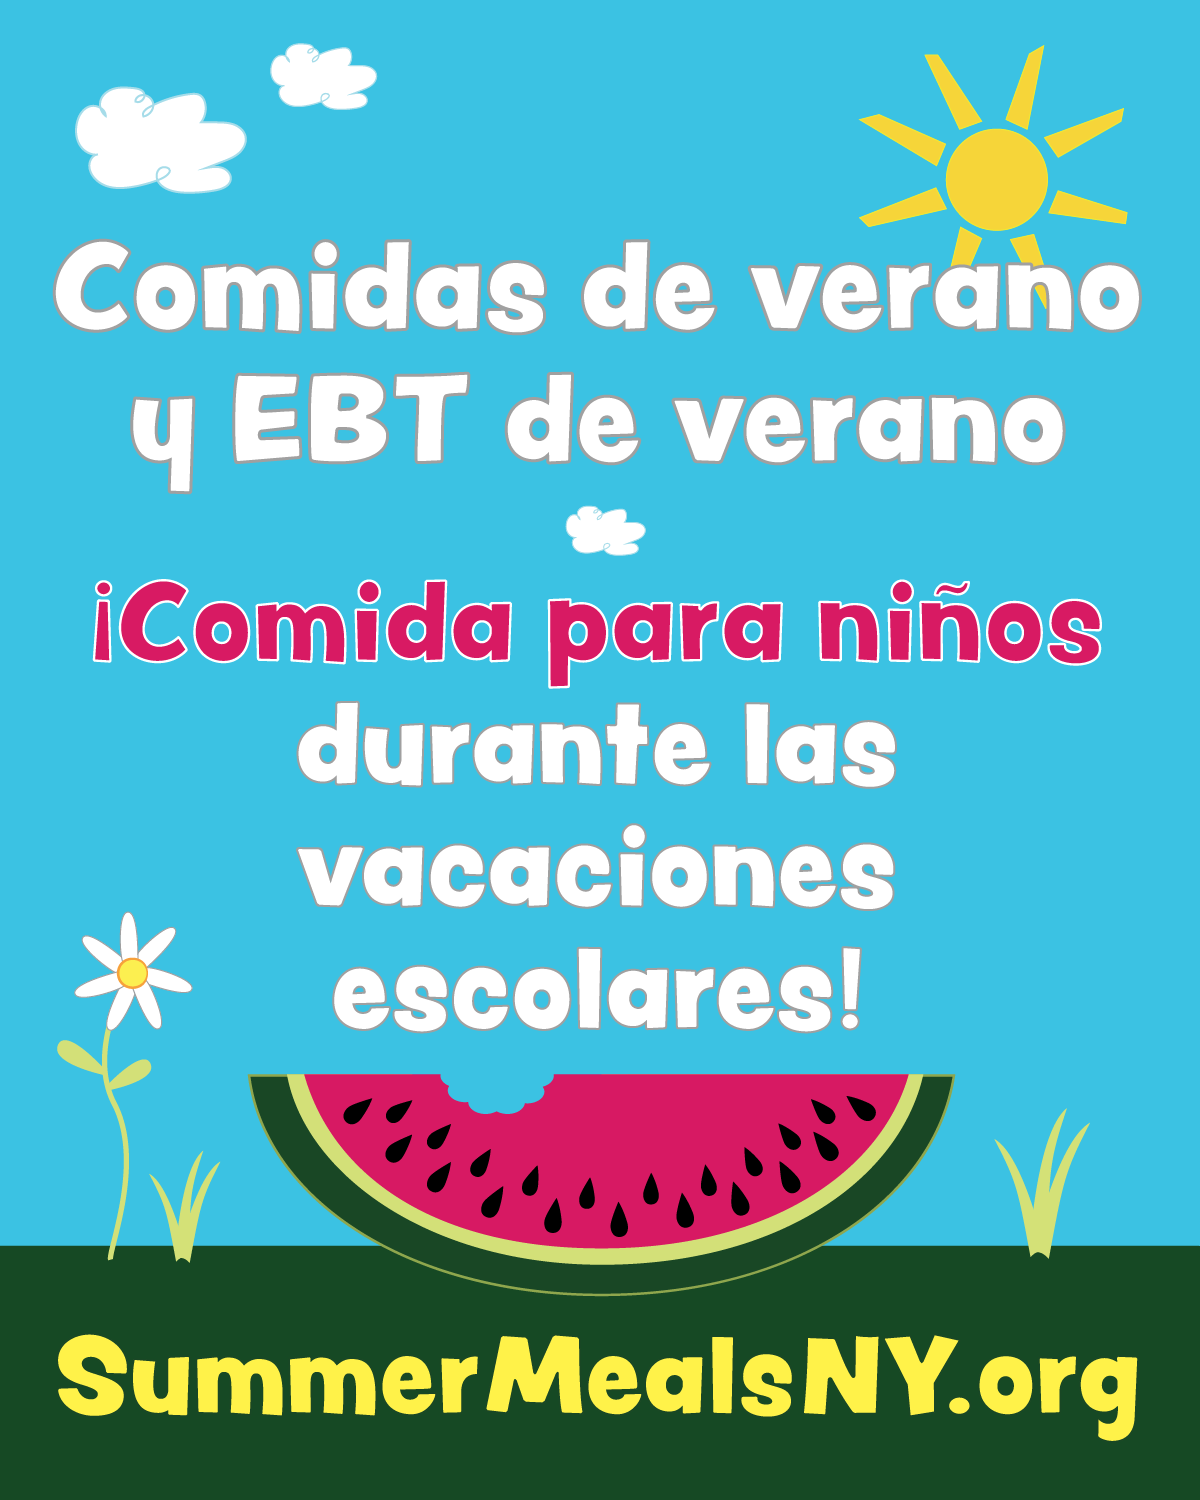 Comidas de verano
y EBT de verano
¡Comida para niños
durante las
vacaciones
escolares!
SummerMealsNY.org